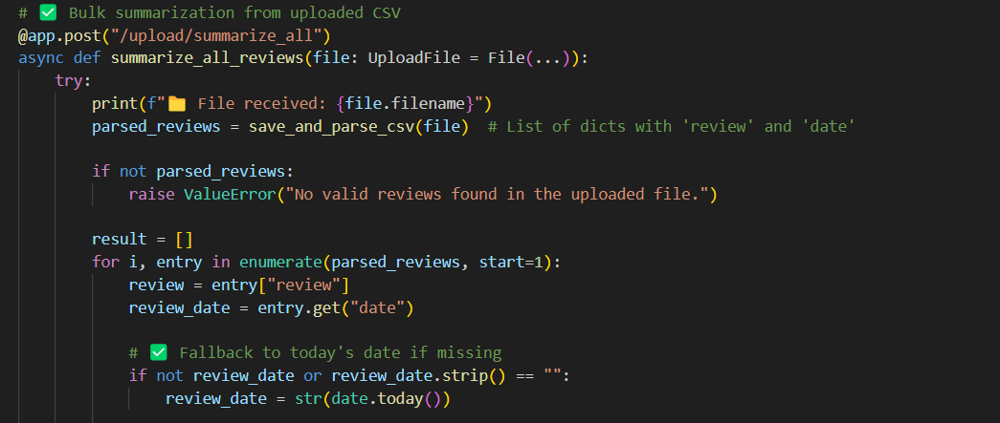 # ✅ Bulk summarization from uploaded CSV
@app.post("/upload/summarize_all")
async def summarize_all_reviews(file: UploadFile = File(...)):
    try:
        print(f"📁 File received: {file.filename}")
        parsed_reviews = save_and_parse_csv(file)  # List of dicts with 'review' and 'date'

        if not parsed_reviews:
            raise ValueError("No valid reviews found in the uploaded file.")

        result = []
        for i, entry in enumerate(parsed_reviews, start=1):
            review = entry["review"]
            review_date = entry.get("date")

            # ✅ Fallback to today's date if missing
            if not review_date or review_date.strip() == "":
                review_date = str(date.today())